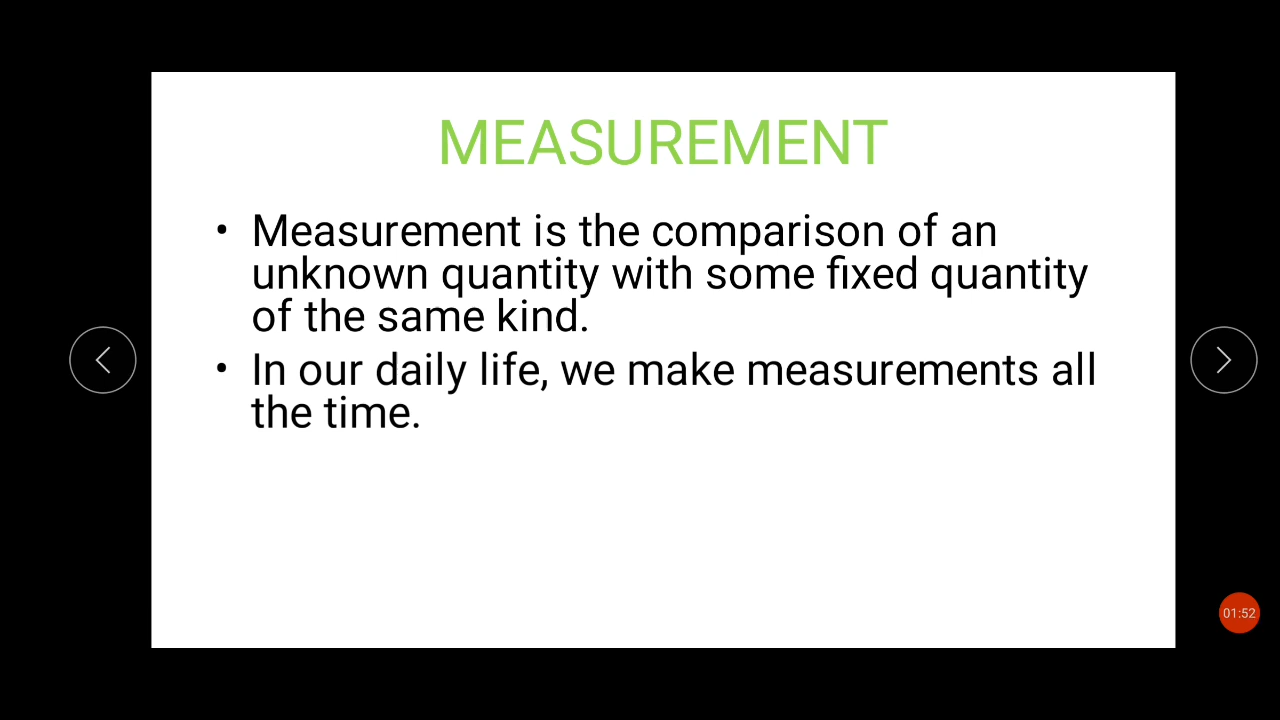 MEASUREMENT
• Measurement is the comparison of an
unknown quantity with some fixed quantity
of the same kind.
• In our daily life, we make measurements all
the time.
01:52